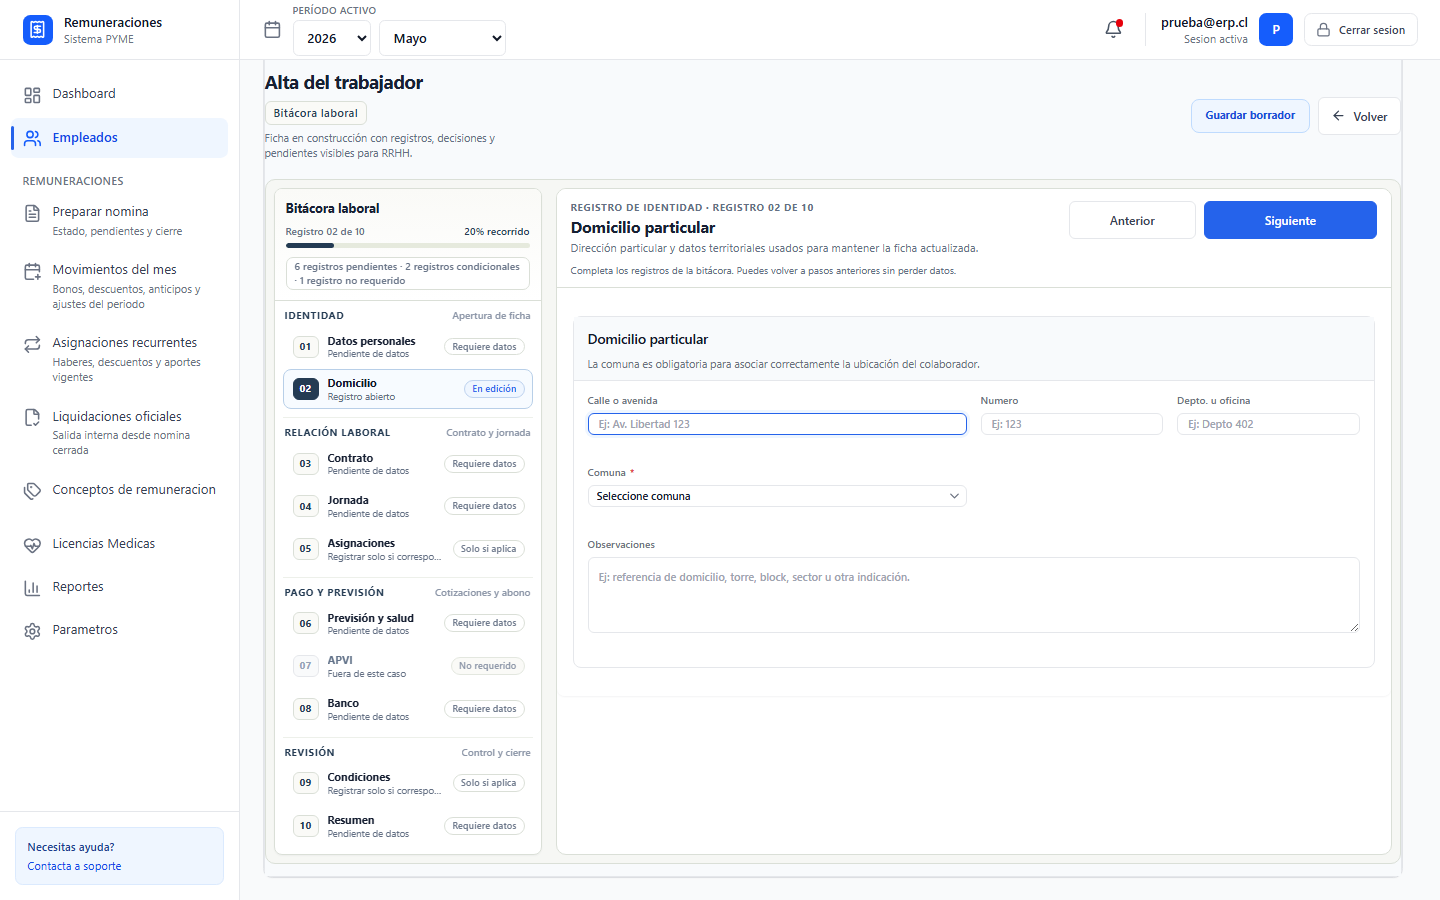 Remuneraciones
Sistema PYME
PERÍODO ACTIVO
2026
Mayo
prueba@erp.cl
Sesion activa
P
Cerrar sesion
Dashboard
Empleados
REMUNERACIONES
Preparar nomina
Estado, pendientes y cierre
Movimientos del mes
Bonos, descuentos, anticipos y
ajustes del periodo
Asignaciones recurrentes
Haberes, descuentos y aportes
vigentes
Liquidaciones oficiales
Salida interna desde nomina
cerrada
Conceptos de remuneracion
Licencias Medicas
Reportes
Parametros
Necesitas ayuda?
Contacta a soporte
Alta del trabajador
Bitácora laboral
Ficha en construcción con registros, decisiones y
pendientes visibles para RRHH.
Guardar borrador
Volver
Bitácora laboral
Registro 02 de 10
20% recorrido
6 registros pendientes · 2 registros condicionales
· 1 registro no requerido
IDENTIDAD
Apertura de ficha
01
Datos personales
Pendiente de datos
Requiere datos
02
Domicilio
Registro abierto
En edición
RELACIÓN LABORAL
Contrato y jornada
03
Contrato
Pendiente de datos
Requiere datos
04
Jornada
Pendiente de datos
Requiere datos
05
Asignaciones
Registrar solo si correspo...
Solo si aplica
PAGO Y PREVISIÓN
Cotizaciones y abono
06
Previsión y salud
Pendiente de datos
Requiere datos
07
APVI
Fuera de este caso
No requerido
08
Banco
Pendiente de datos
Requiere datos
REVISIÓN
Control y cierre
09
Condiciones
Registrar solo si correspo...
Solo si aplica
10
Resumen
Pendiente de datos
Requiere datos
REGISTRO DE IDENTIDAD · REGISTRO 02 DE 10
Domicilio particular
Dirección particular y datos territoriales usados para mantener la ficha actualizada.
Completa los registros de la bitácora. Puedes volver a pasos anteriores sin perder datos.
Anterior
Siguiente
Domicilio particular
La comuna es obligatoria para asociar correctamente la ubicación del colaborador.
Calle o avenida
Numero
Depto. u oficina
Ej: Av. Libertad 123
Ej: 123
Ej: Depto 402
Comuna *
Seleccione comuna
Observaciones
Ej: referencia de domicilio, torre, block, sector u otra indicación.